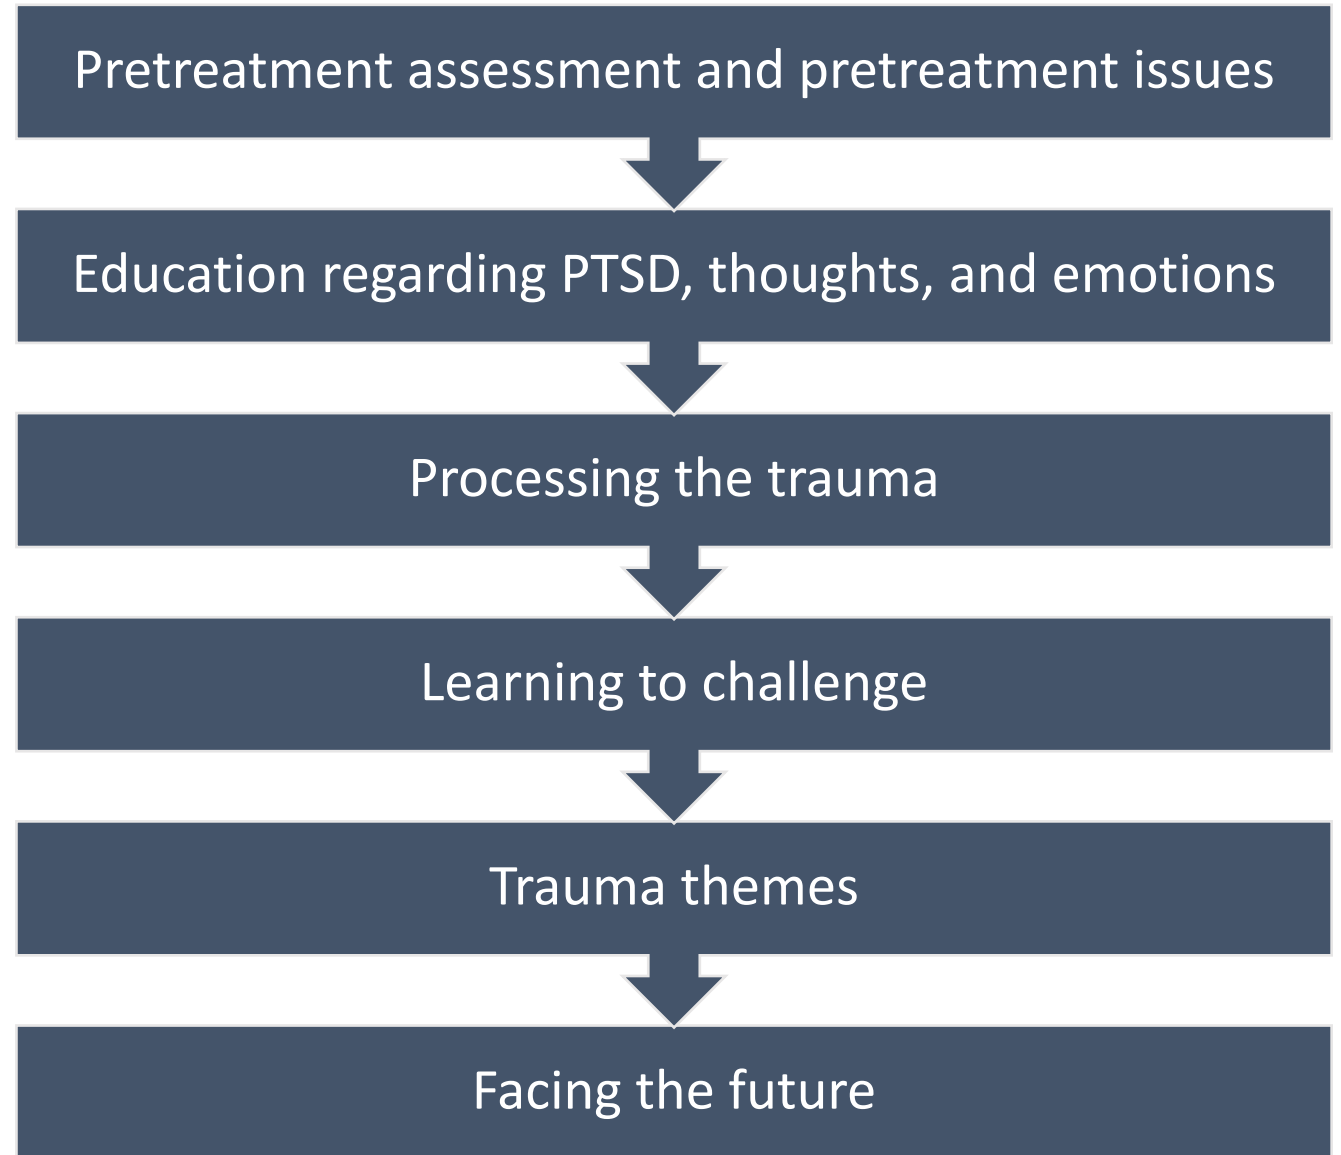 Pretreatment assessment and pretreatment issues
Education regarding PTSD, thoughts, and emotions
Processing the trauma
Learning to challenge
Trauma themes
Facing the future